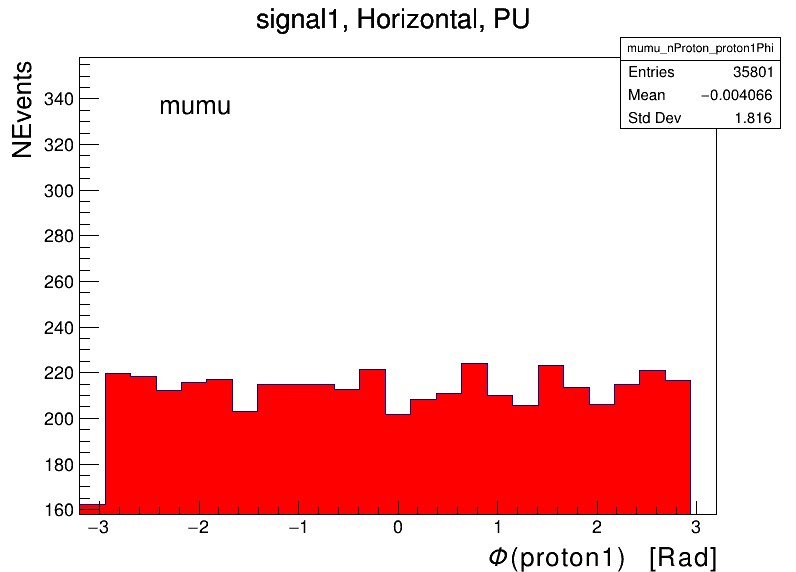 signal1, Horizontal, PU
mumu_nProton_proton1Phi
Entries 35801
Mean −0.004066
Std Dev 1.816
NEvents
mumu
340
320
300
280
260
240
220
200
180
160
−3 −2 −1 0 1 2 3
Φ(proton1) [Rad]